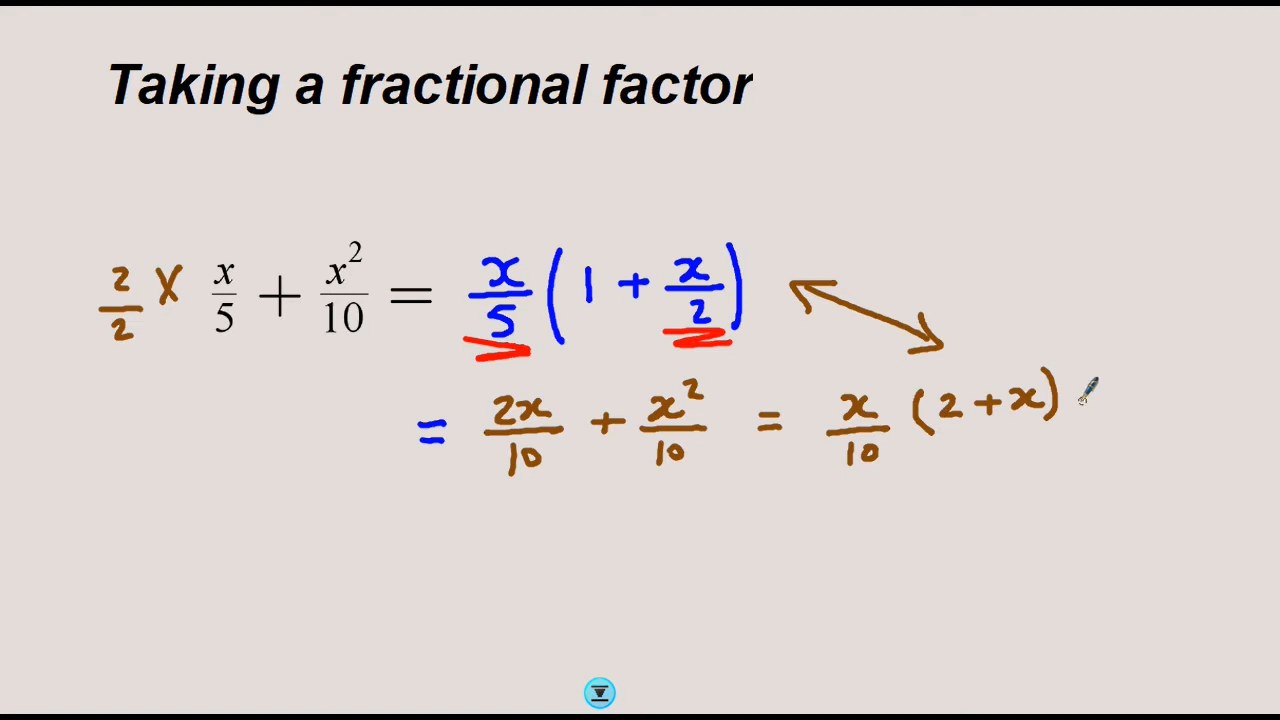 Taking a fractional factor
2/2 × x/5 + x²/10 = x/5 (1 + x/2)
= 2x/10 + x²/10 = x/10 (2 + x)